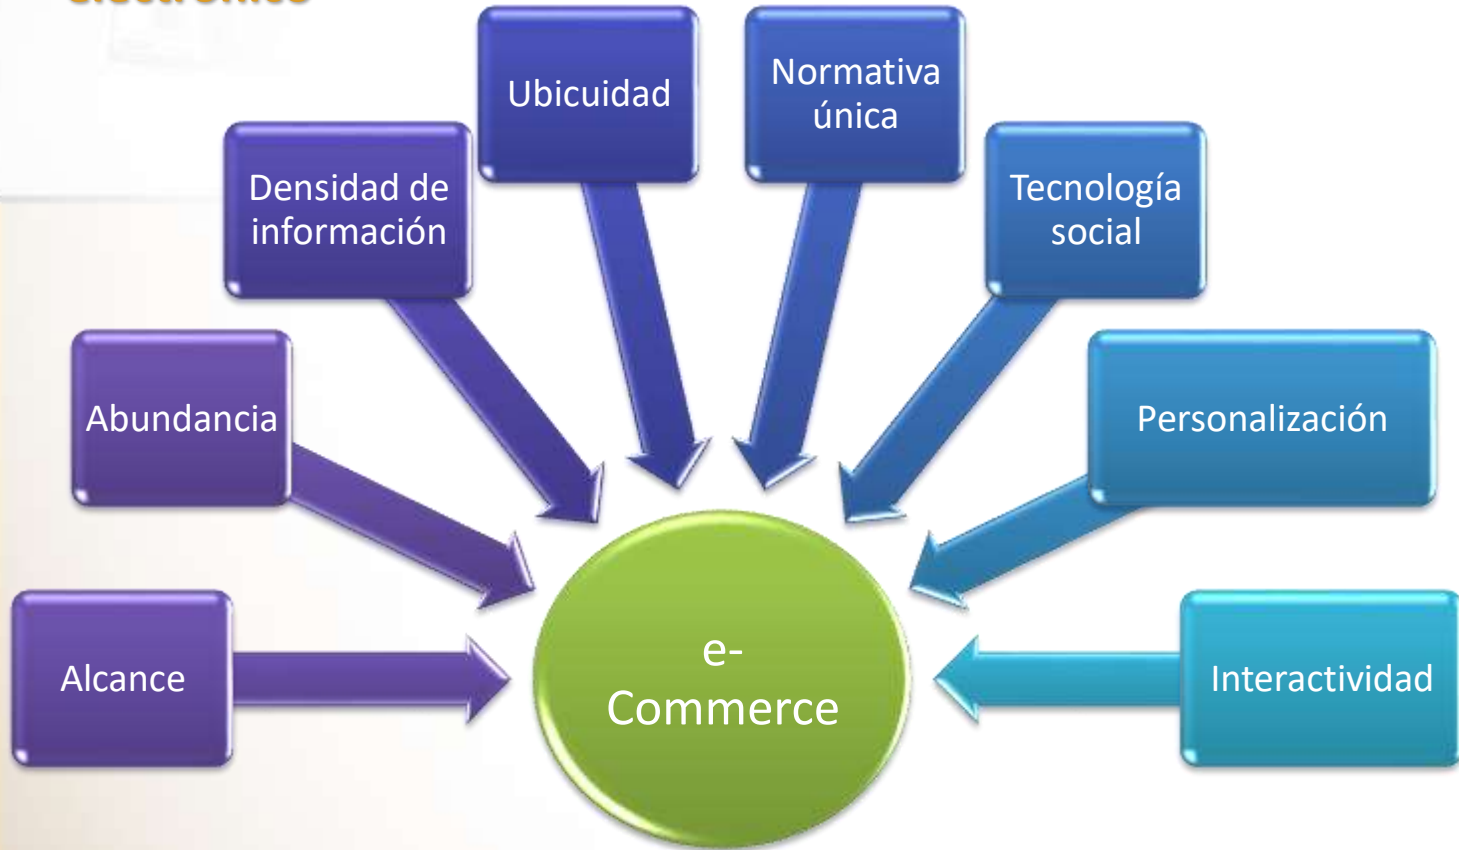 Ubicuidad
Normativa
única
Densidad de
información
Tecnología
social
Abundancia
Personalización
Alcance
e-
Commerce
Interactividad